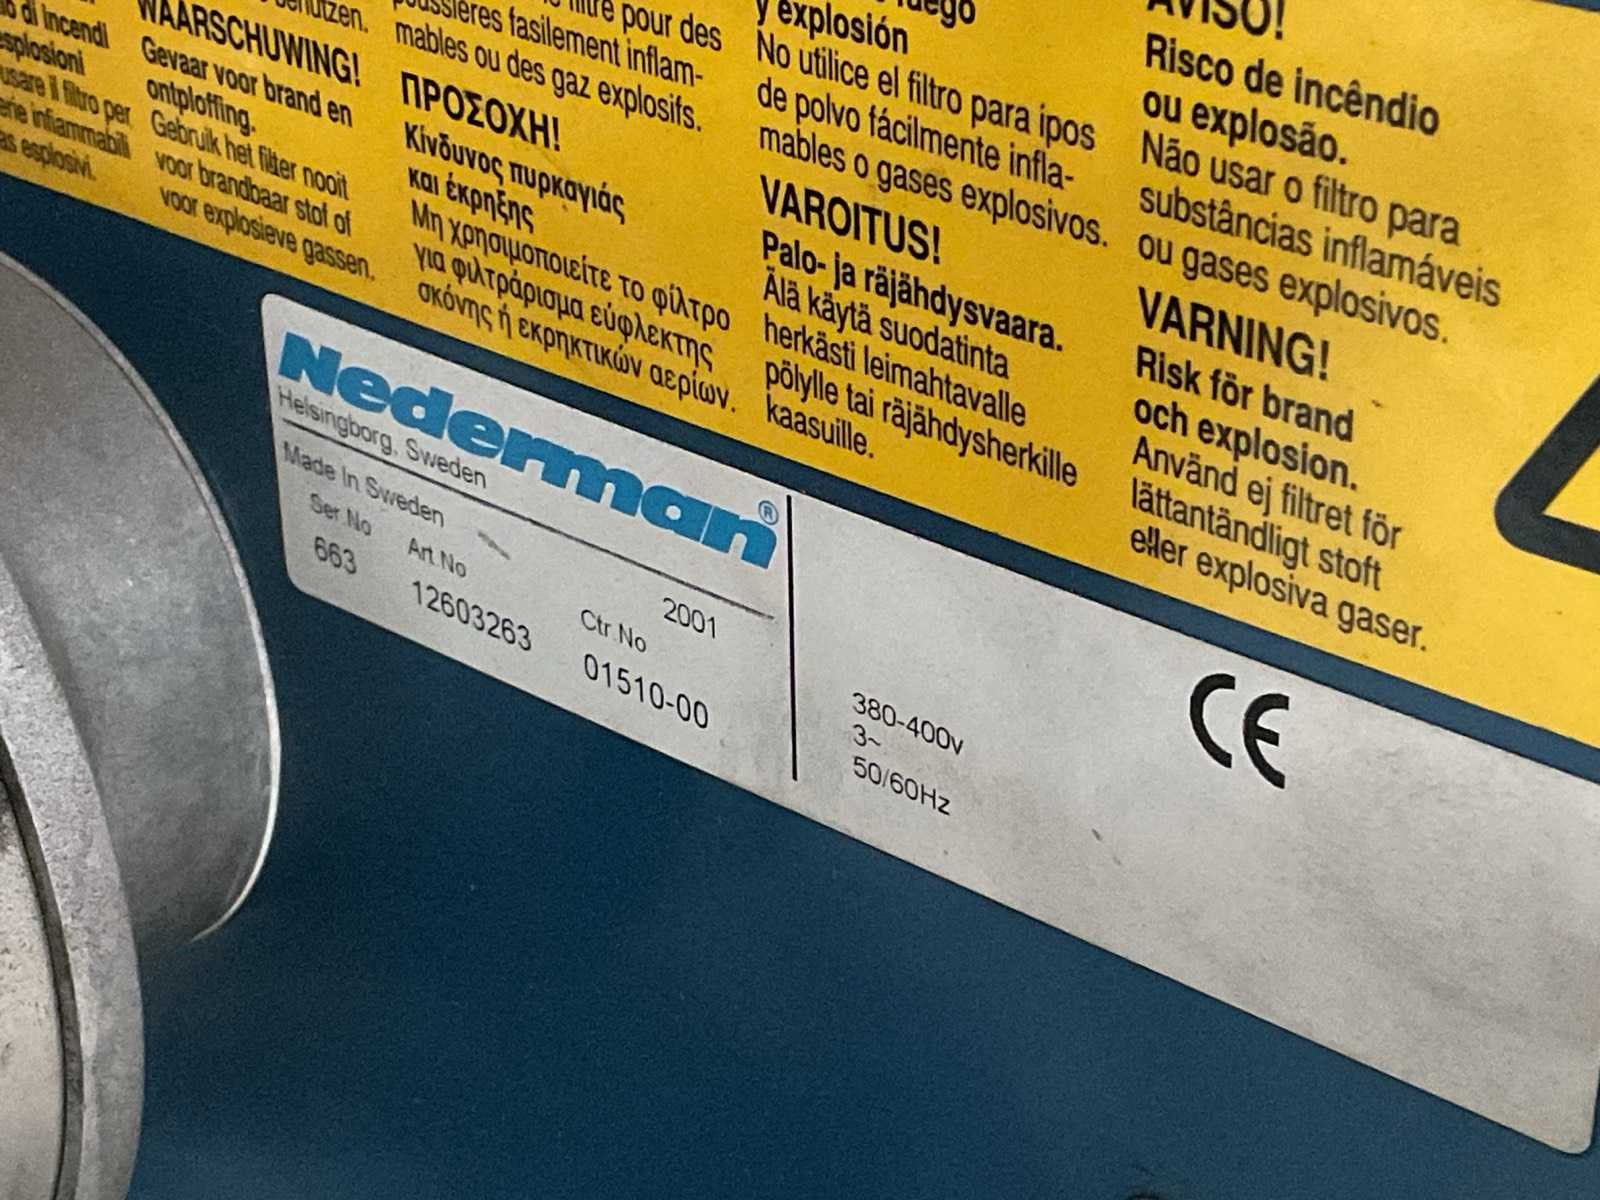 di incendi
esplosioni
usare il filtro per
infiammabili
esplosivi.
WAARSCHUWING!
Gevaar voor brand en
ontploffing.
Gebruik het filter nooit
voor brandbaar stof of
voor explosieve gassen.
filtre pour des
poussières fasilement inflam-
mables ou des gaz explosifs.
ΠΡΟΣΟΧΗ!
Κίνδυνος πυρκαγιάς
και έκρηξης
Μη χρησιμοποιείτε το φίλτρο
για φιλτράρισμα εύφλεκτης
σκόνης ή εκρηκτικών αερίων.
y explosión
No utilice el filtro para ipos
de polvo fácilmente infla-
mables o gases explosivos.
VAROITUS!
Palo- ja räjähdysvaara.
Älä käytä suodatinta
herkästi leimahtavalle
pölylle tai räjähdysherkille
kaasuille.
AVISO!
Risco de incêndio
ou explosão.
Não usar o filtro para
substâncias inflamáveis
ou gases explosivos.
VARNING!
Risk för brand
och explosion.
Använd ej filtret för
lättantändligt stoft
eller explosiva gaser.
Nederman®
Helsingborg, Sweden
Made In Sweden
2001
Ser.No Art.No Ctr.No
663 12603263 01510-00
380-400v
3~
50/60Hz
CE